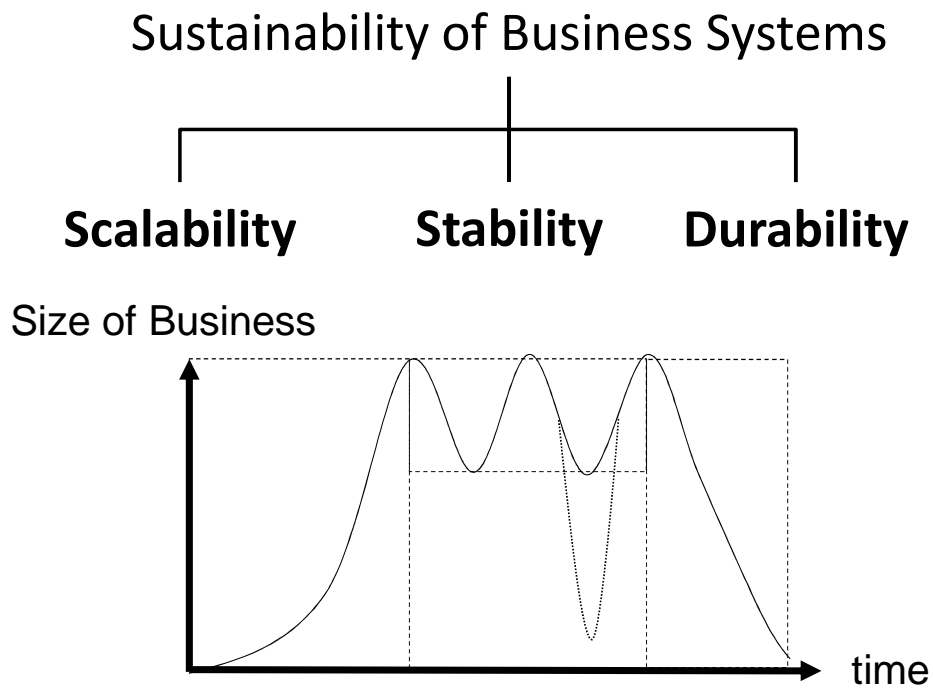 Sustainability of Business Systems
Scalability Stability Durability
Size of Business
time